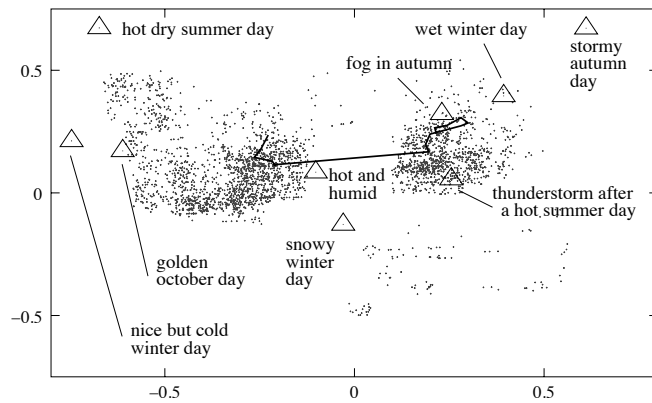 hot dry summer day
wet winter day
stormy
autumn
day
fog in autumn
0.5
hot and
humid
thunderstorm after
a hot summer day
0
snowy
winter
day
golden
october day
nice but cold
winter day
−0.5
−0.5
0
0.5